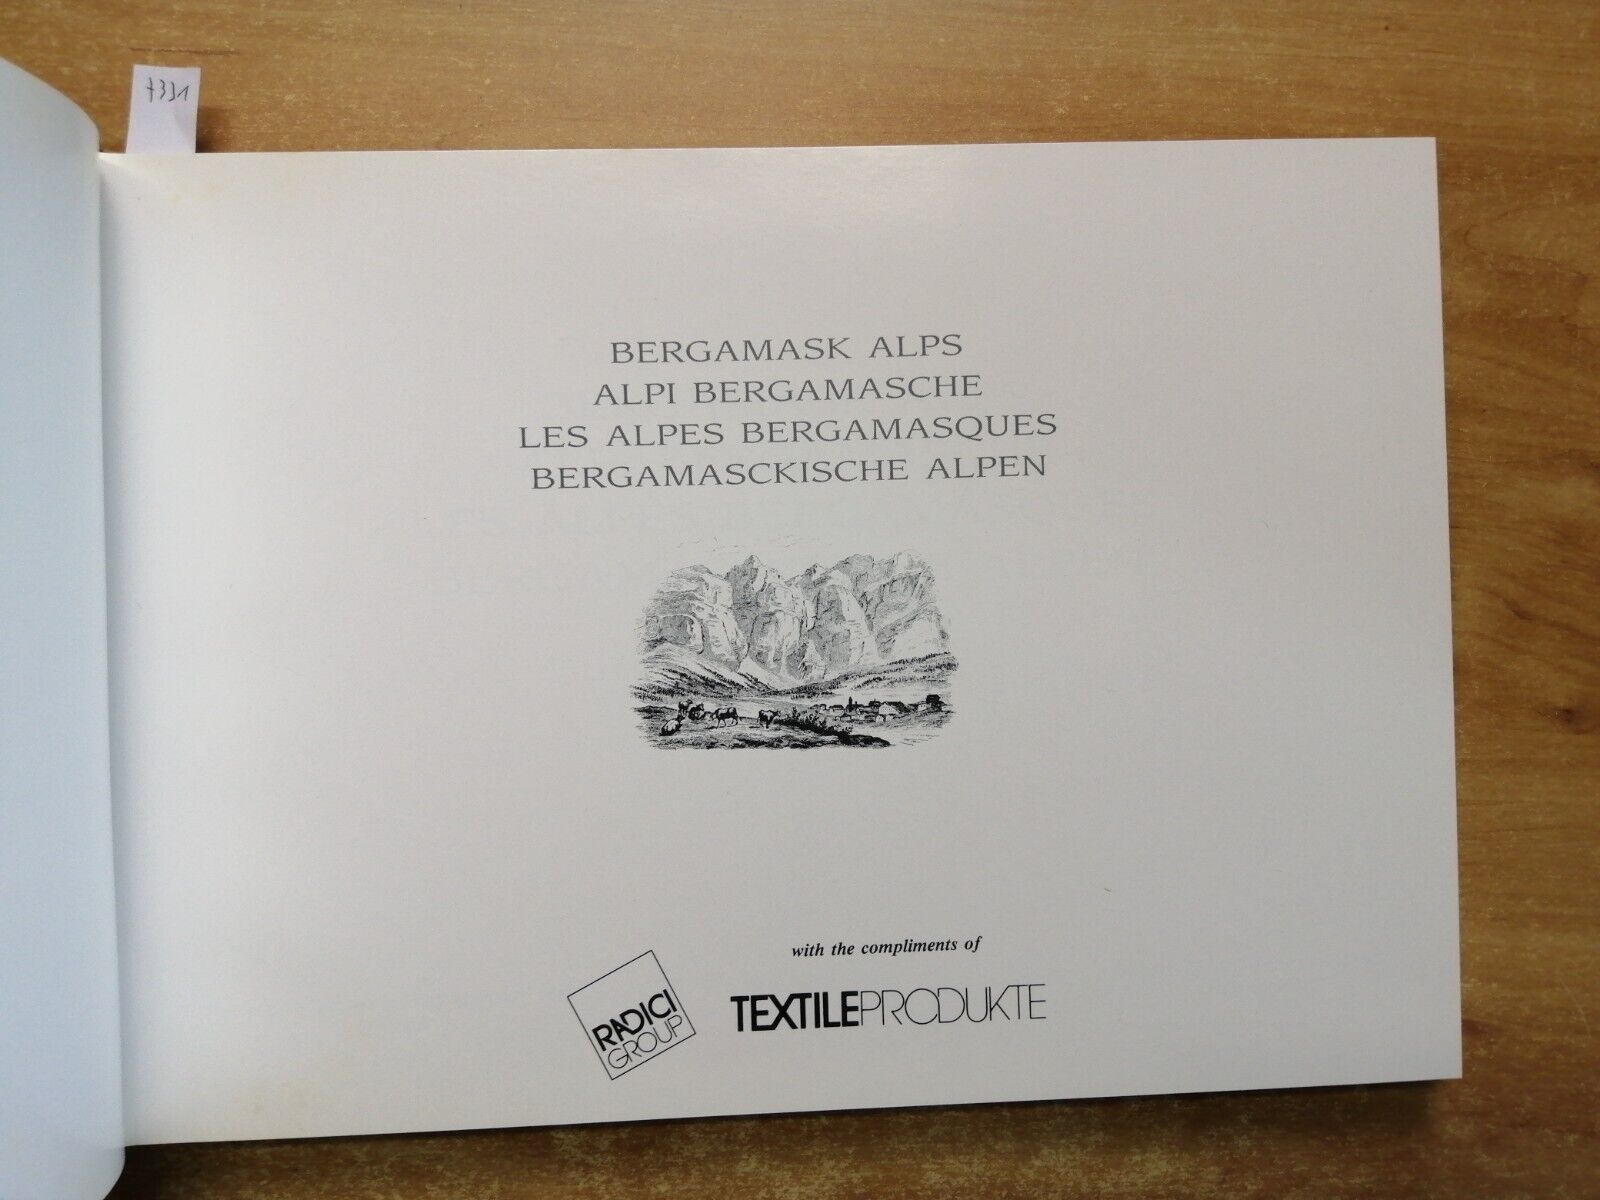 7331
BERGAMASK ALPS
ALPI BERGAMASCHE
LES ALPES BERGAMASQUES
BERGAMASCKISCHE ALPEN
with the compliments of
RADICI
GROUP
TEXTILEPRODUKTE